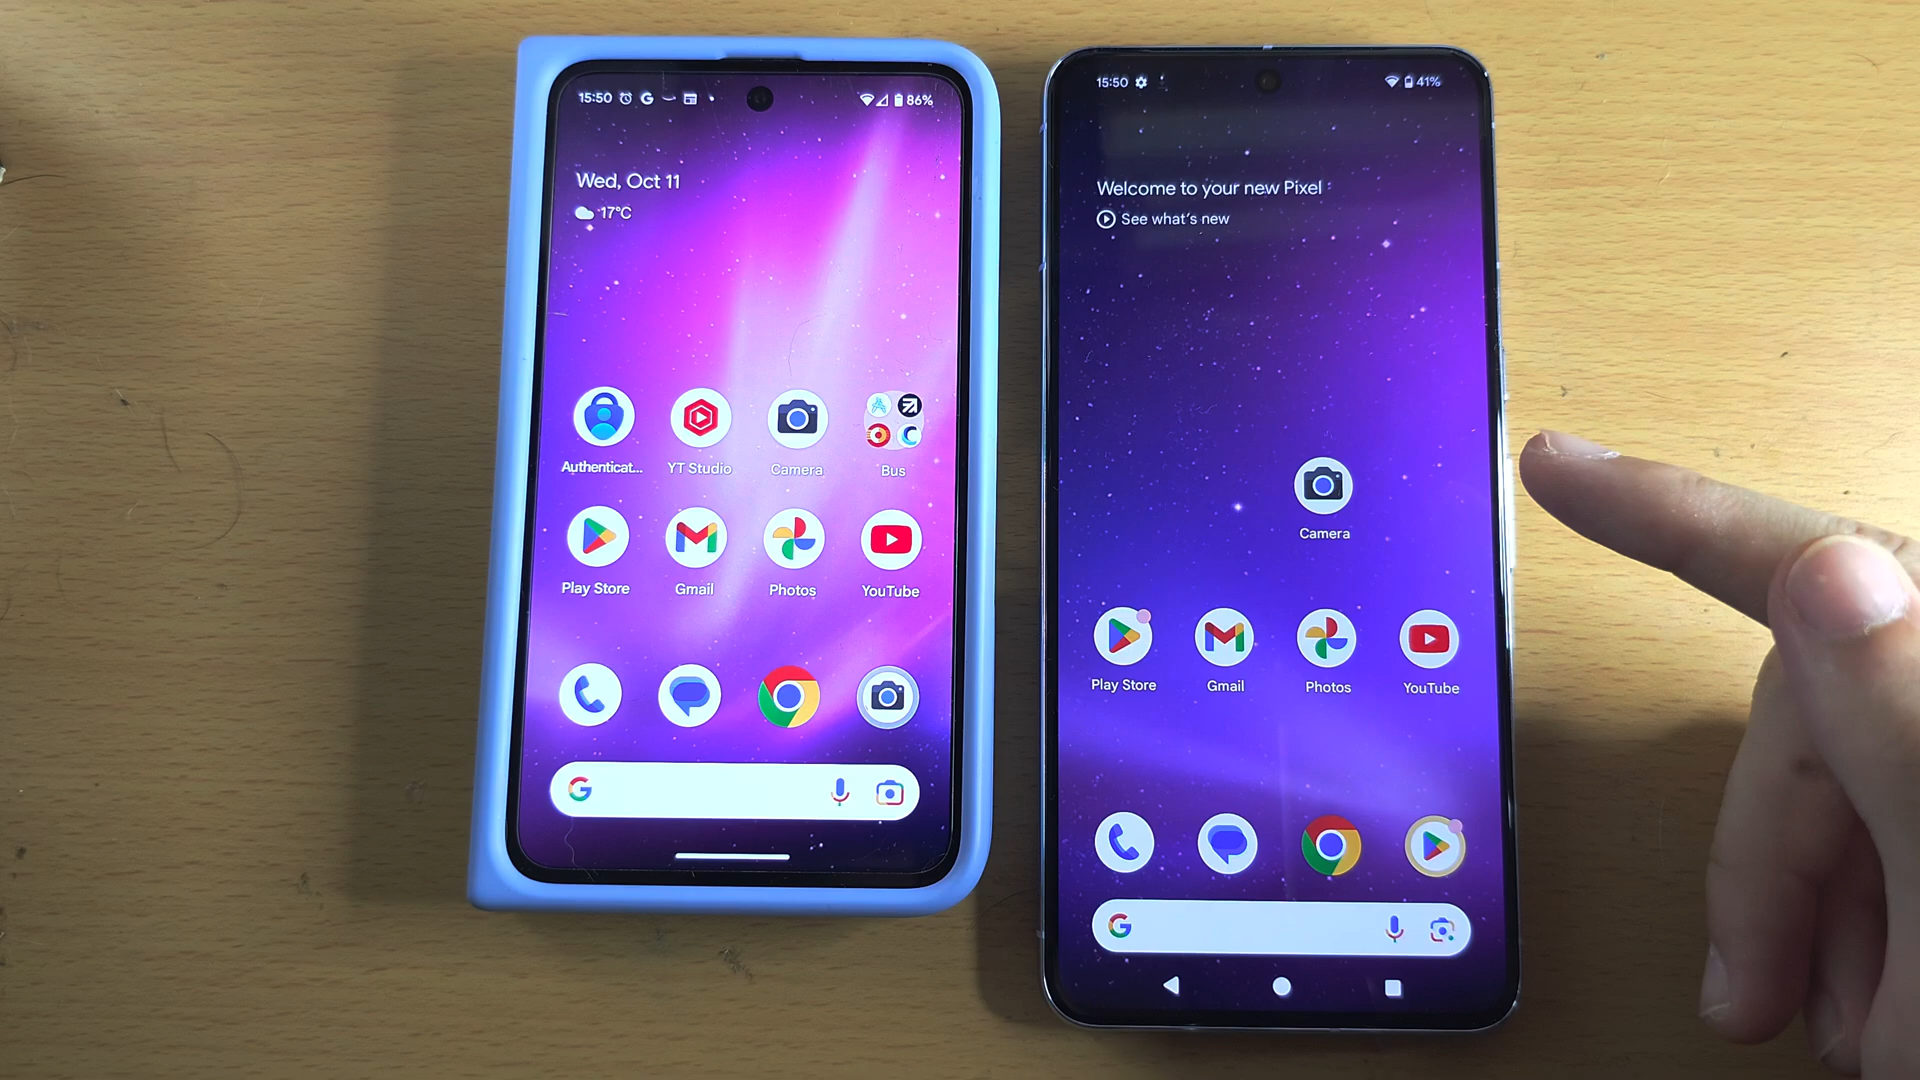 15:50
86%
Wed, Oct 11
17°C
Authenticat...
YT Studio
Camera
Bus
Play Store
Gmail
Photos
YouTube
15:50
41%
Welcome to your new Pixel
See what's new
Camera
Play Store
Gmail
Photos
YouTube